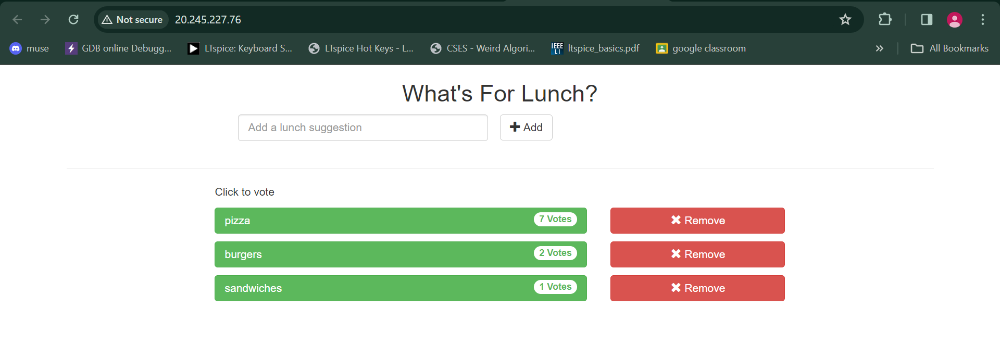 Not secure 20.245.227.76
muse GDB online Debugg... LTspice: Keyboard S... LTspice Hot Keys - L... CSES - Weird Algori... IEEE LI ltspice_basics.pdf google classroom » All Bookmarks
What's For Lunch?
Add a lunch suggestion Add
Click to vote
pizza 7 Votes Remove
burgers 2 Votes Remove
sandwiches 1 Votes Remove